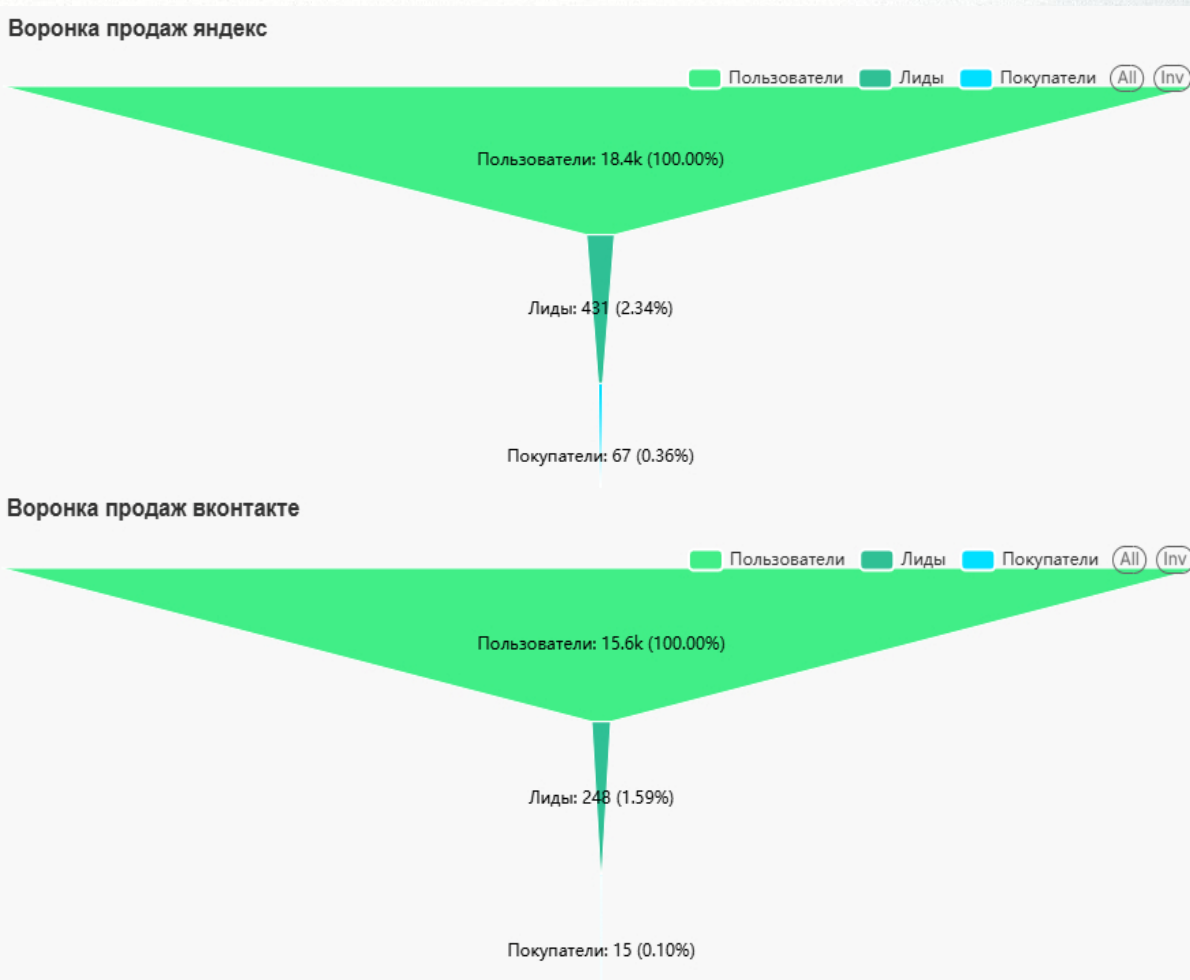 Воронка продаж яндекс
Пользователи Лиды Покупатели All Inv
Пользователи: 18.4k (100.00%)
Лиды: 431 (2.34%)
Покупатели: 67 (0.36%)
Воронка продаж вконтакте
Пользователи Лиды Покупатели All Inv
Пользователи: 15.6k (100.00%)
Лиды: 248 (1.59%)
Покупатели: 15 (0.10%)